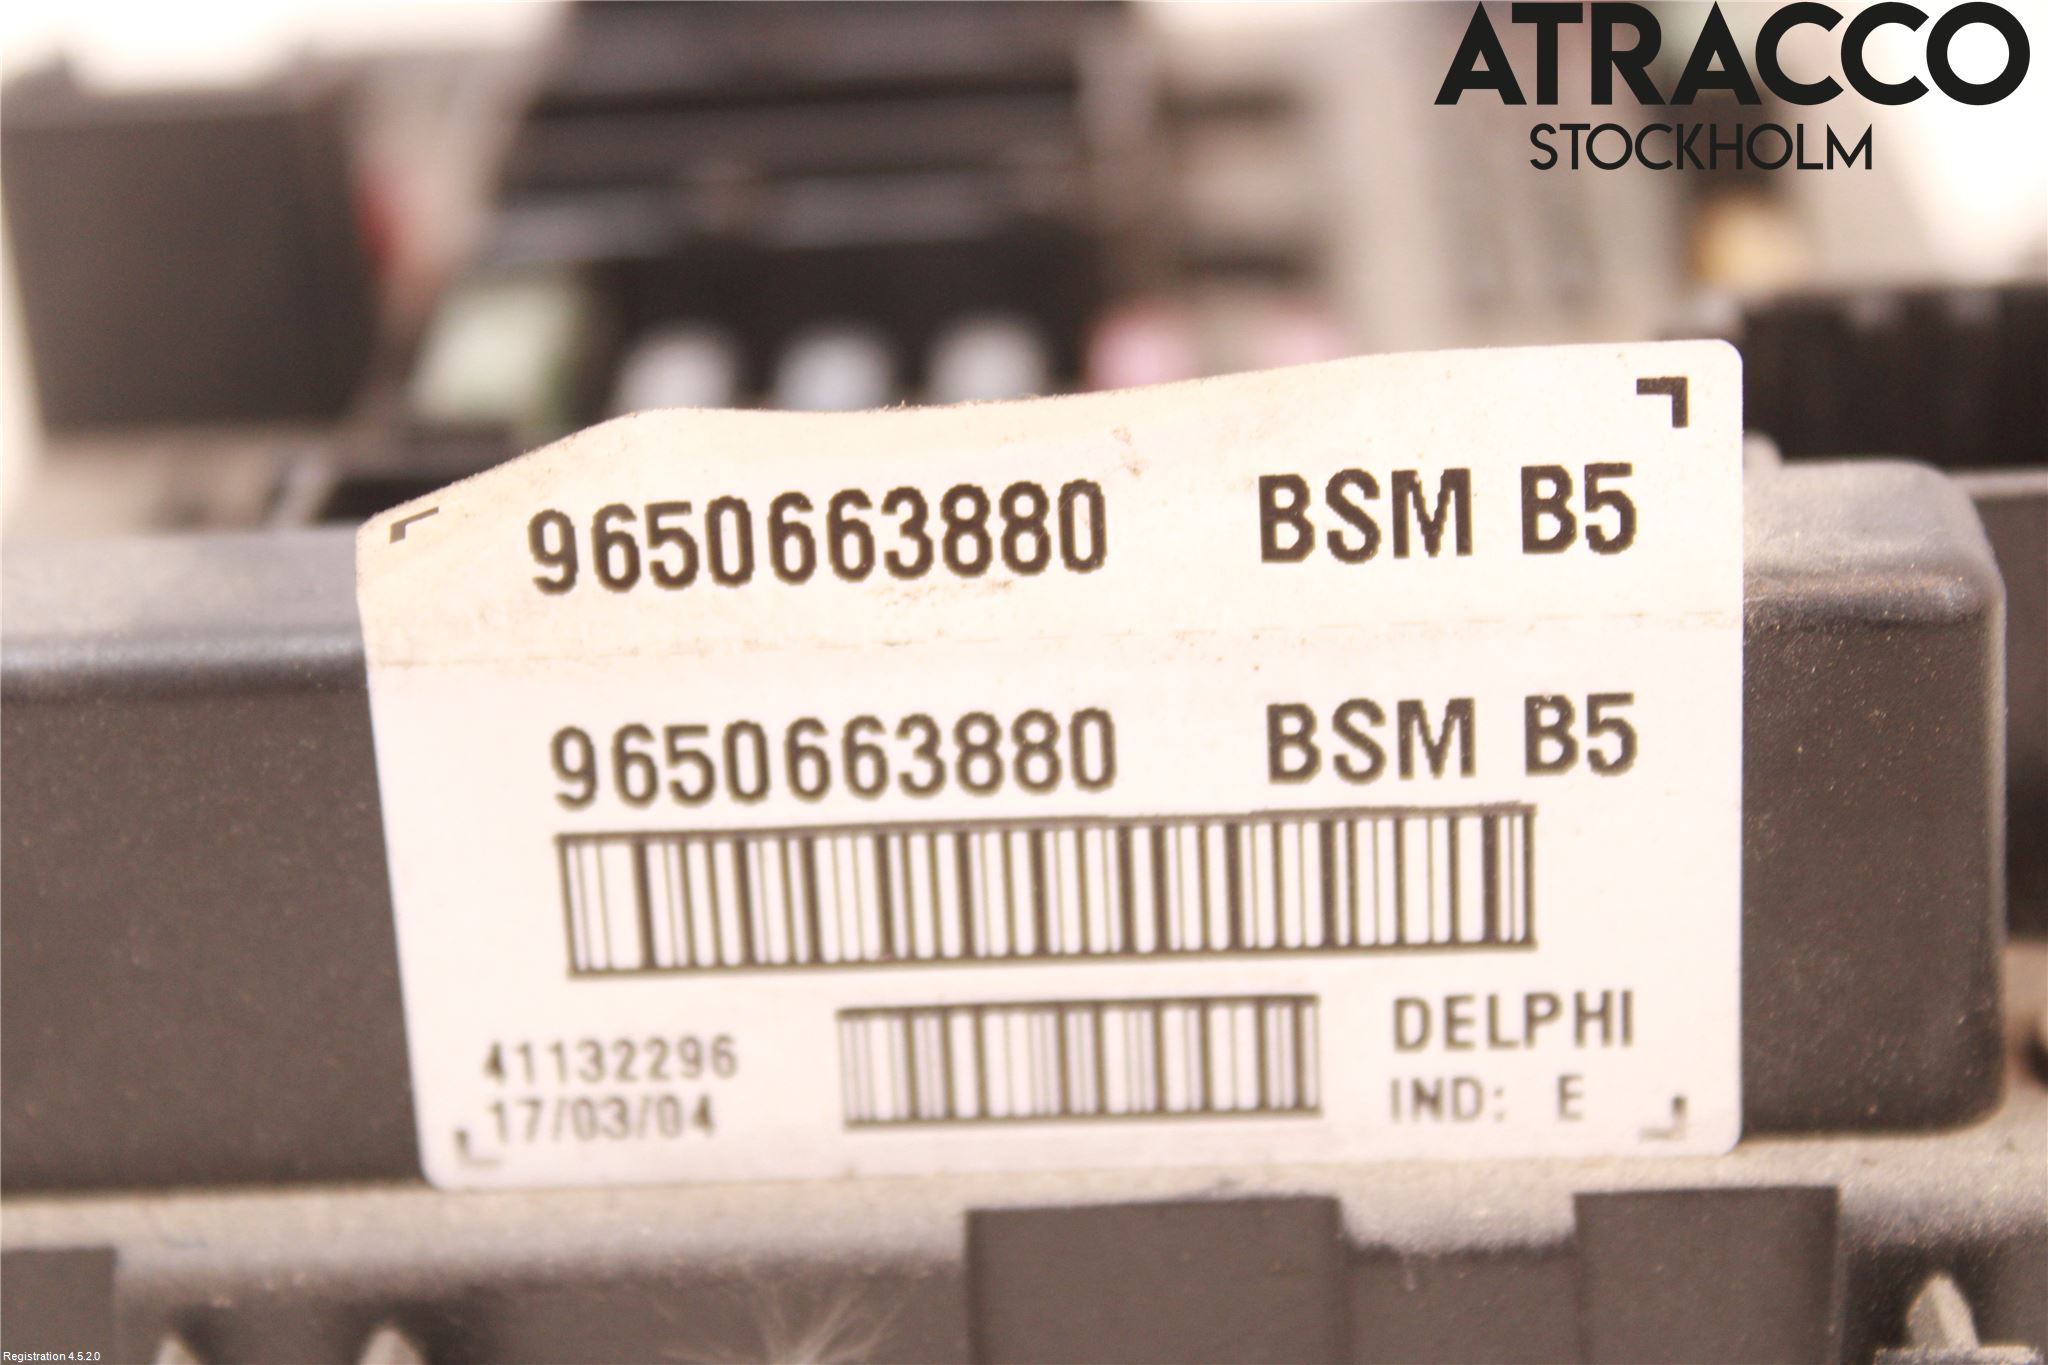 ATRACCO
STOCKHOLM
9650663880 BSM B5
9650663880 BSM B5
41132296
17/03/04
DELPHI
IND: E
Registration 4.5.2.0